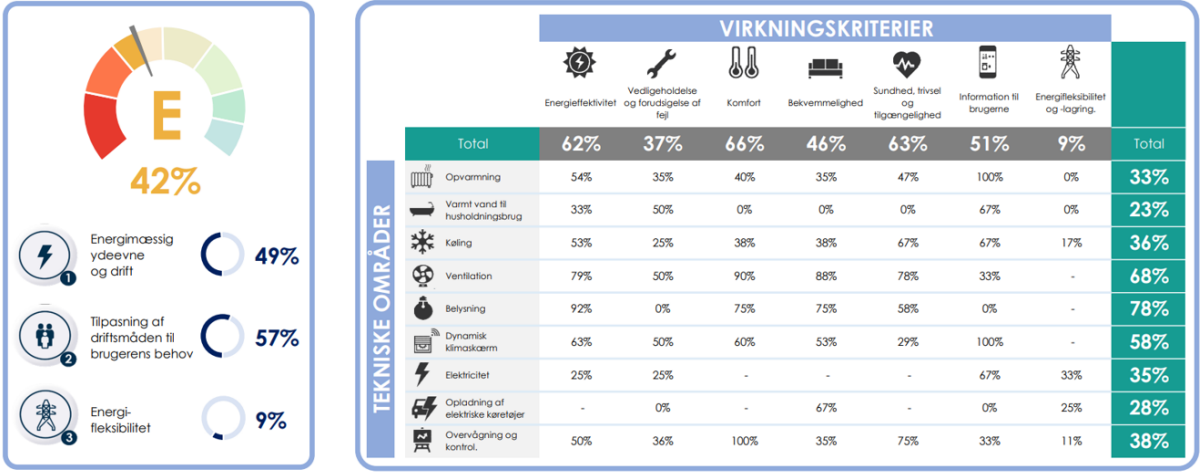 E
42%
Energimæssig
ydeevne
og drift
1
49%
Tilpasning af
driftsmåden til
brugerens behov
2
57%
Energi-
fleksibilitet
3
9%
VIRKNINGSKRITERIER
Energieffektivitet
Vedligeholdelse
og forudsigelse af
fejl
Komfort
Bekvemmelighed
Sundhed, trivsel
og
tilgængelighed
Information til
brugerne
Energifleksibilitet
og -lagring.
Total 62% 37% 66% 46% 63% 51% 9% Total
TEKNISKE OMRÅDER
Opvarmning 54% 35% 40% 35% 47% 100% 0% 33%
Varmt vand til
husholdningsbrug 33% 50% 0% 0% 0% 67% 0% 23%
Køling 53% 25% 38% 38% 67% 67% 17% 36%
Ventilation 79% 50% 90% 88% 78% 33% - 68%
Belysning 92% 0% 75% 75% 58% 0% - 78%
Dynamisk
klimaskærm 63% 50% 60% 53% 29% 100% - 58%
Elektricitet 25% 25% - - - 67% 33% 35%
Opladning af
elektriske køretøjer - 0% - 67% - 0% 25% 28%
Overvågning og
kontrol. 50% 36% 100% 35% 75% 33% 11% 38%